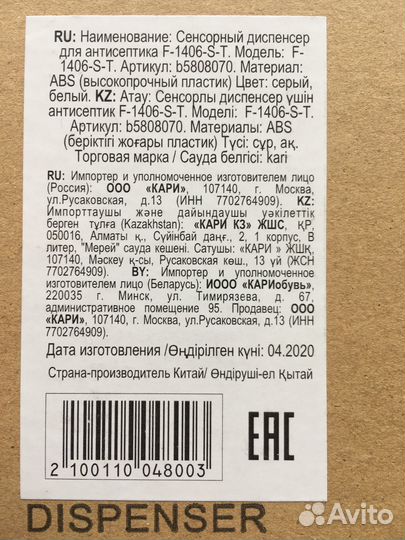 RU: Наименование: Сенсорный диспенсер
для антисептика F-1406-S-T. Модель: F-
1406-S-T. Артикул: b5808070. Материал:
ABS (высокопрочный пластик) Цвет: серый,
белый. KZ: Атау: Сенсорлы диспенсер үшін
антисептик F-1406-S-T. Моделі: F-1406-S-T.
Артикул: b5808070. Материалы: ABS
(беріктігі жоғары пластик) Түсі: сұр, ақ.
Торговая марка / Сауда белгісі: kari
RU: Импортер и уполномоченное изготовителем лицо
(Россия): ООО «КАРИ», 107140, г. Москва,
ул.Русаковская, д.13 (ИНН 7702764909). KZ:
Импорттаушы және дайындаушы уәкілеттік
берген тұлға (Kazakhstan): «КАРИ КЗ» ЖШС, ҚР,
050016, Алматы қ., Сүйінбай даңғ., 2, 1 корпус, В
литер, "Мерей" сауда кешені. Сатушы: «КАРИ » ЖШҚ,
107140, Мәскеу қ-сы, Русаковская көш., 13 үй (ЖСН
7702764909). BY: Импортер и уполномоченное
изготовителем лицо (Беларусь): ИООО «КАРИобувь»,
220035 г. Минск, ул. Тимирязева, д. 67,
административное помещение 95. Продавец: ООО
«КАРИ», 107140, г. Москва, ул.Русаковская, д.13 (ИНН
7702764909)
Дата изготовления /Өндірілген күні: 04.2020
Страна-производитель Китай/ Өндіруші-ел Қытай
2 100110 048003
EAC
DISPENSER
Avito